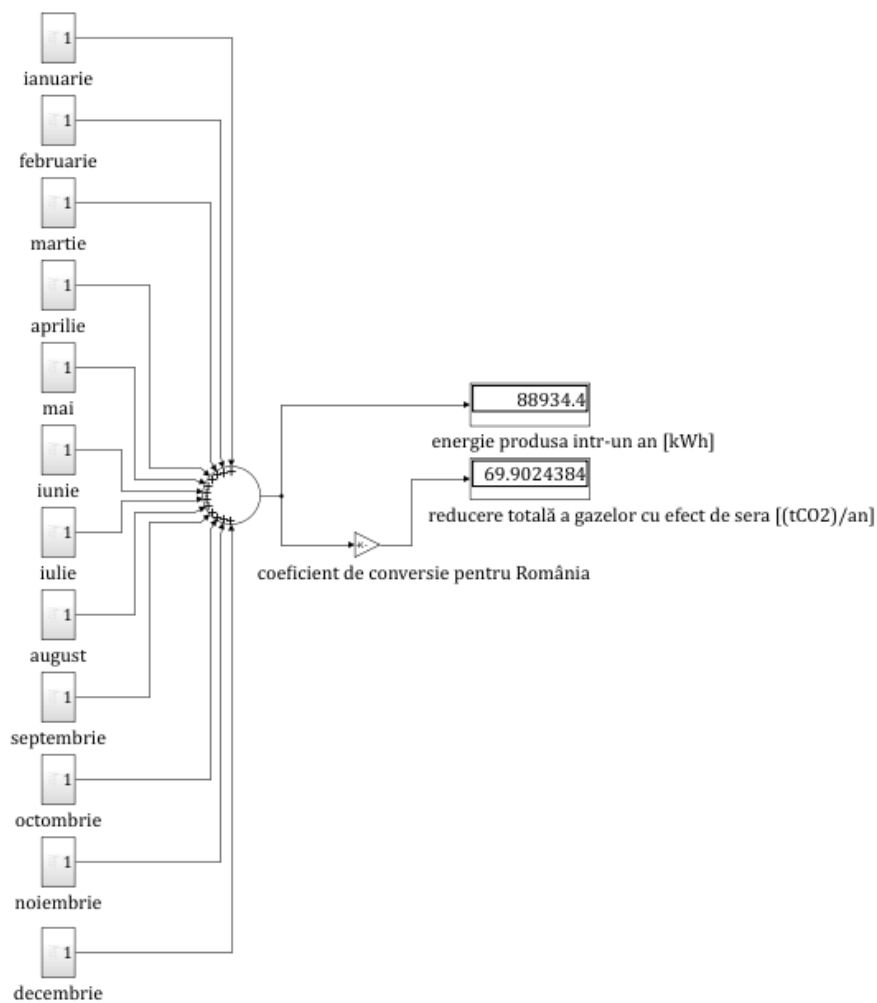 1
ianuarie
1
februarie
1
martie
1
aprilie
1
mai
1
iunie
1
iulie
1
august
1
septembrie
1
octombrie
1
noiembrie
1
decembrie
88934.4
energie produsa intr-un an [kWh]
69.9024384
reducere totală a gazelor cu efect de sera [(tCO2)/an]
-K-
coeficient de conversie pentru România